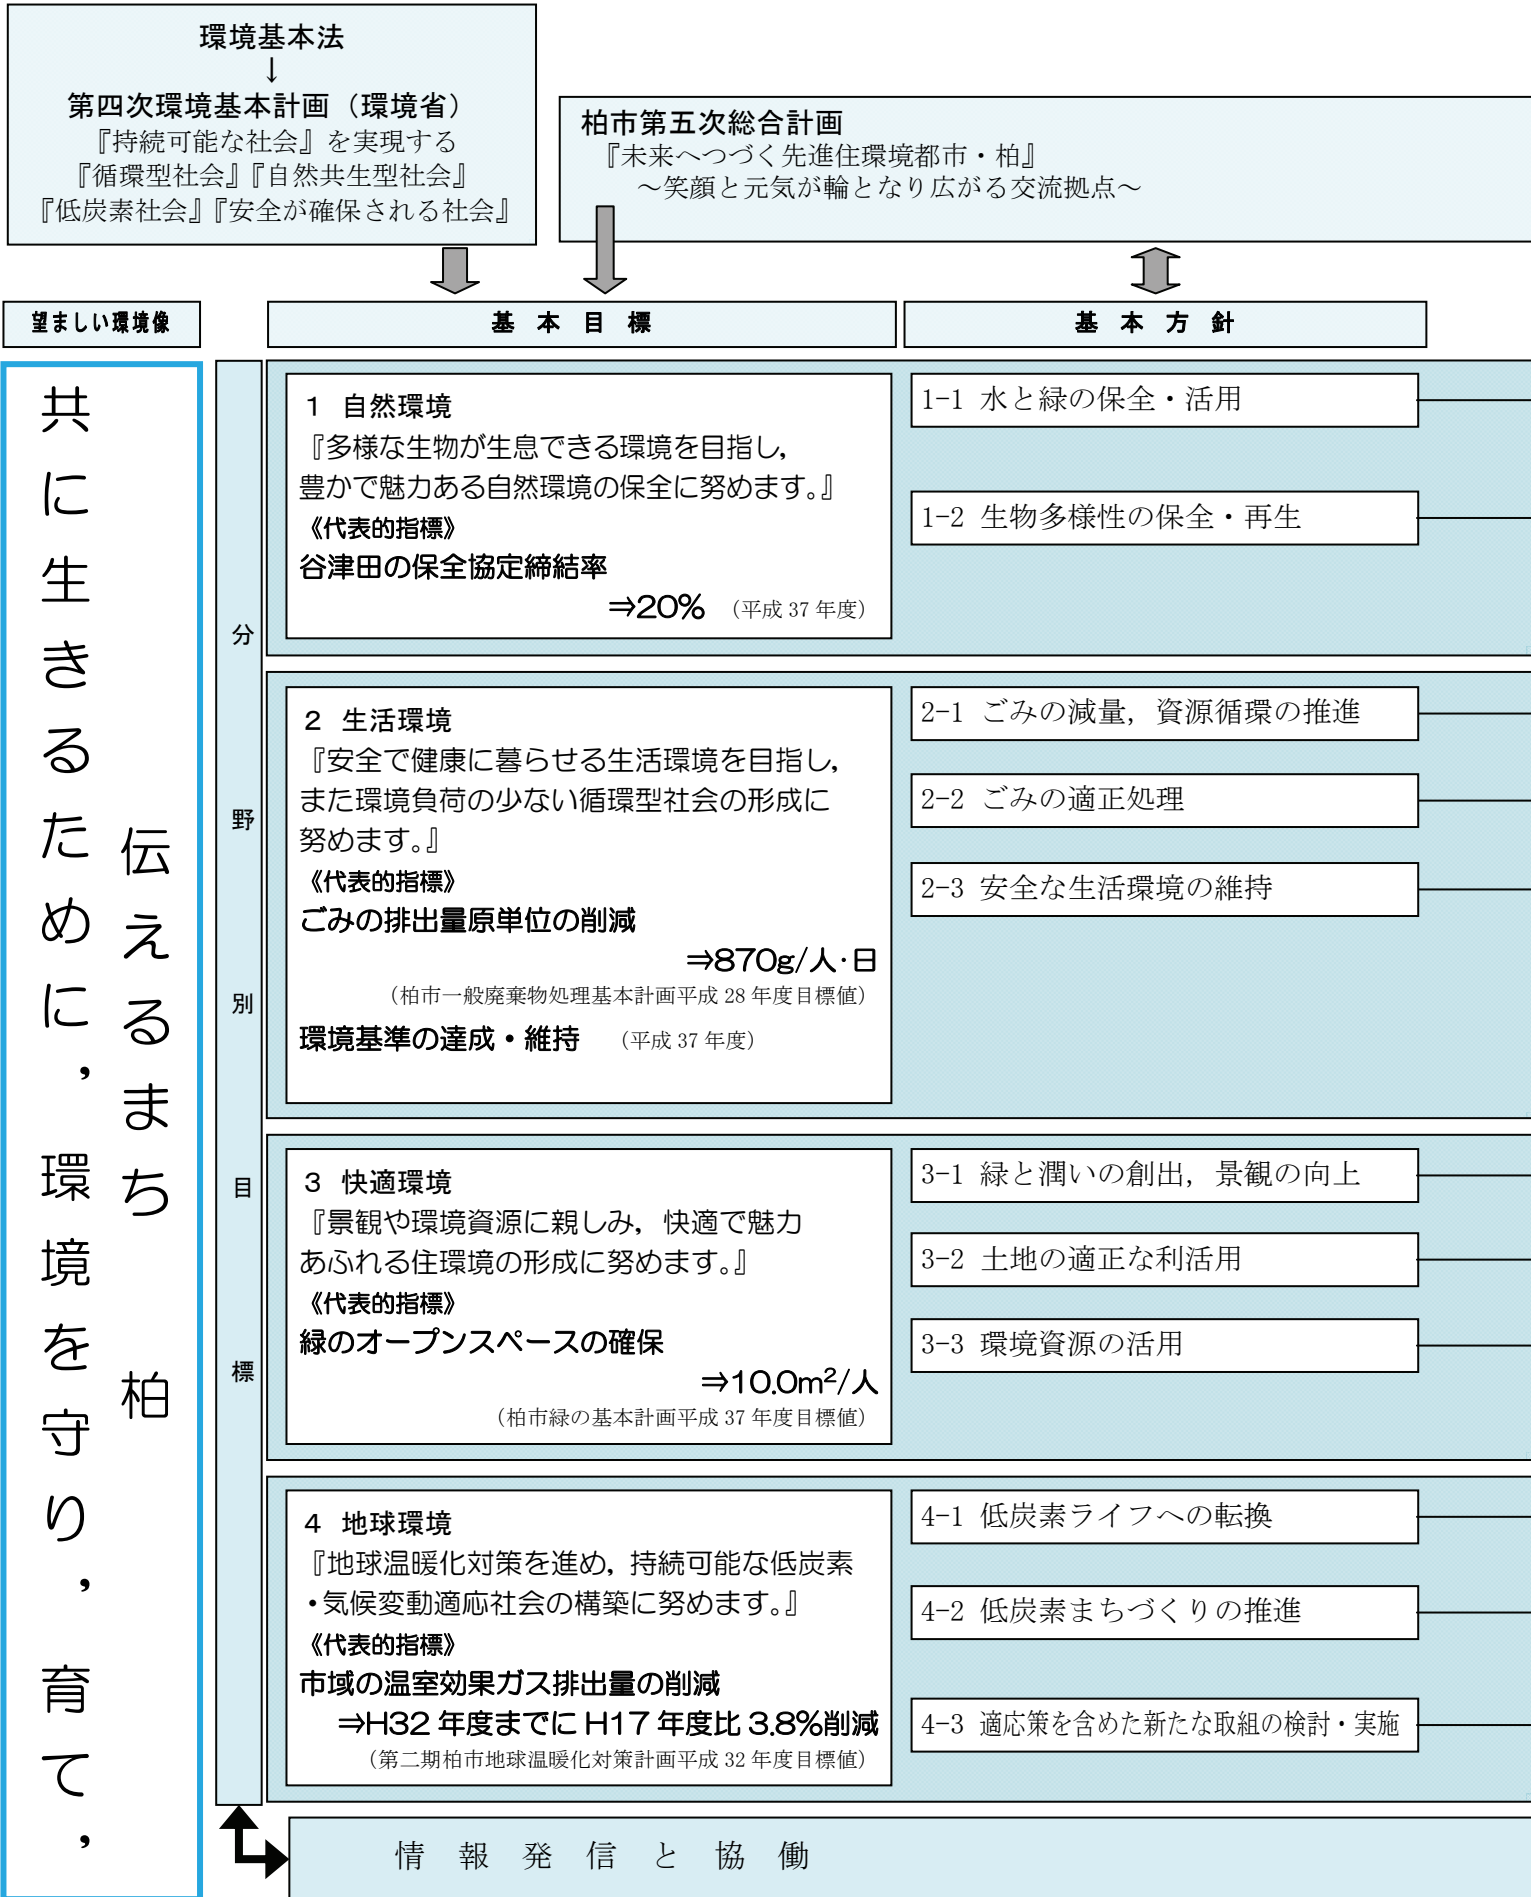 環境基本法
↓
第四次環境基本計画（環境省）
『持続可能な社会』を実現する
『循環型社会』『自然共生型社会』
『低炭素社会』『安全が確保される社会』
柏市第五次総合計画
『未来へつづく先進住環境都市・柏』
～笑顔と元気が輪となり広がる交流拠点～
望ましい環境像
基本目標
基本方針
共に生きるために，環境を守り，育て，
伝えるまち　柏
分野別目標
1　自然環境
『多様な生物が生息できる環境を目指し，
豊かで魅力ある自然環境の保全に努めます。』
《代表的指標》
谷津田の保全協定締結率
⇒20%　（平成 37 年度）
1-1 水と緑の保全・活用
1-2 生物多様性の保全・再生
2　生活環境
『安全で健康に暮らせる生活環境を目指し，
また環境負荷の少ない循環型社会の形成に
努めます。』
《代表的指標》
ごみの排出量原単位の削減
⇒870g/人･日
（柏市一般廃棄物処理基本計画平成 28 年度目標値）
環境基準の達成・維持　（平成 37 年度）
2-1 ごみの減量，資源循環の推進
2-2 ごみの適正処理
2-3 安全な生活環境の維持
3　快適環境
『景観や環境資源に親しみ，快適で魅力
あふれる住環境の形成に努めます。』
《代表的指標》
緑のオープンスペースの確保
⇒10.0m²/人
（柏市緑の基本計画平成 37 年度目標値）
3-1 緑と潤いの創出，景観の向上
3-2 土地の適正な利活用
3-3 環境資源の活用
4　地球環境
『地球温暖化対策を進め，持続可能な低炭素
・気候変動適応社会の構築に努めます。』
《代表的指標》
市域の温室効果ガス排出量の削減
⇒H32 年度までに H17 年度比 3.8%削減
（第二期柏市地球温暖化対策計画平成 32 年度目標値）
4-1 低炭素ライフへの転換
4-2 低炭素まちづくりの推進
4-3 適応策を含めた新たな取組の検討・実施
情報発信と協働